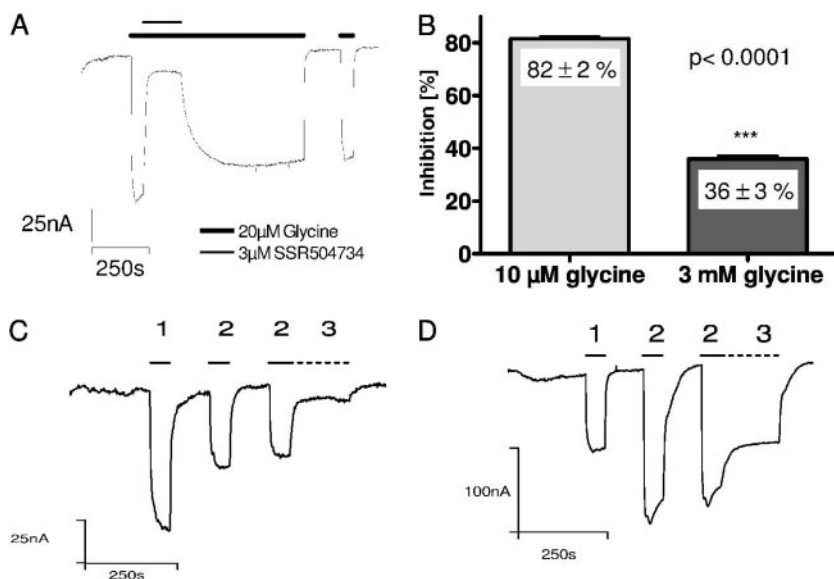 A
25nA
250s
20µM Glycine
3µM SSR504734
B
Inhibition [%]
80
60
40
20
0
82 ± 2 %
p< 0.0001
***
36 ± 3 %
10 µM glycine
3 mM glycine
C
1 2 2 3
25nA
250s
D
1 2 2 3
100nA
250s